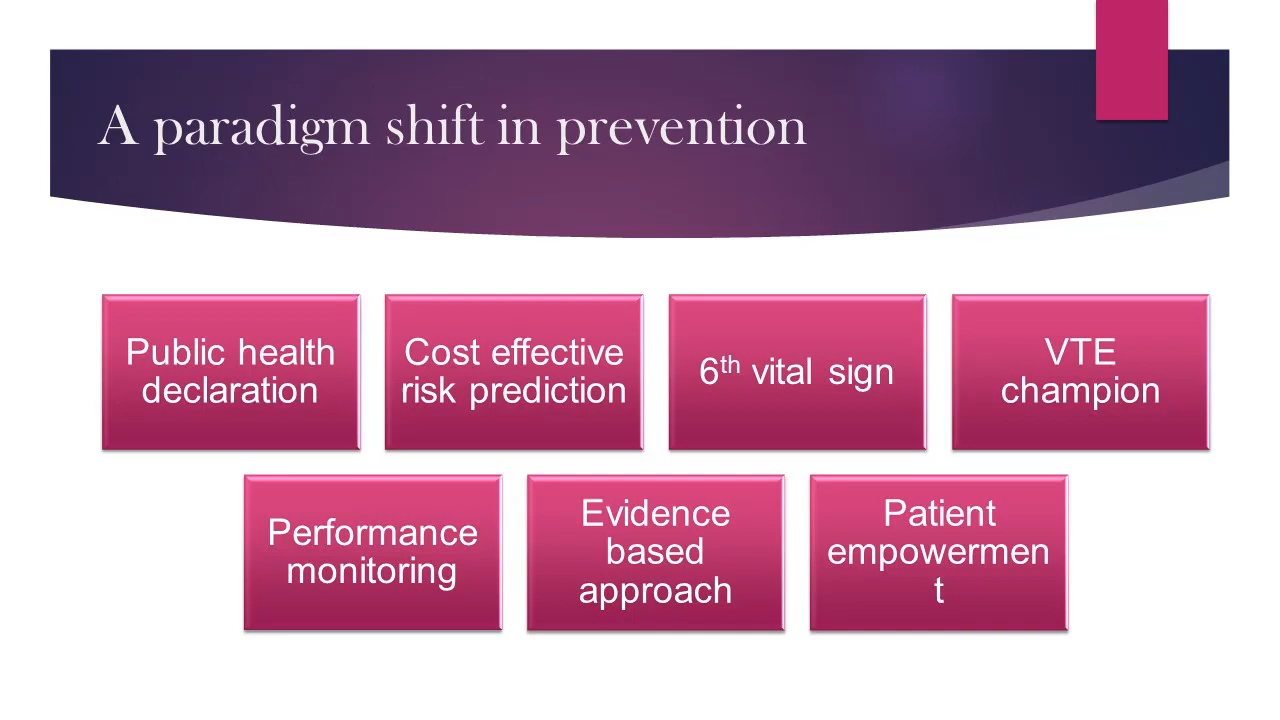 A paradigm shift in prevention
Public health
declaration
Cost effective
risk prediction
6th vital sign
VTE
champion
Performance
monitoring
Evidence
based
approach
Patient
empowermen
t